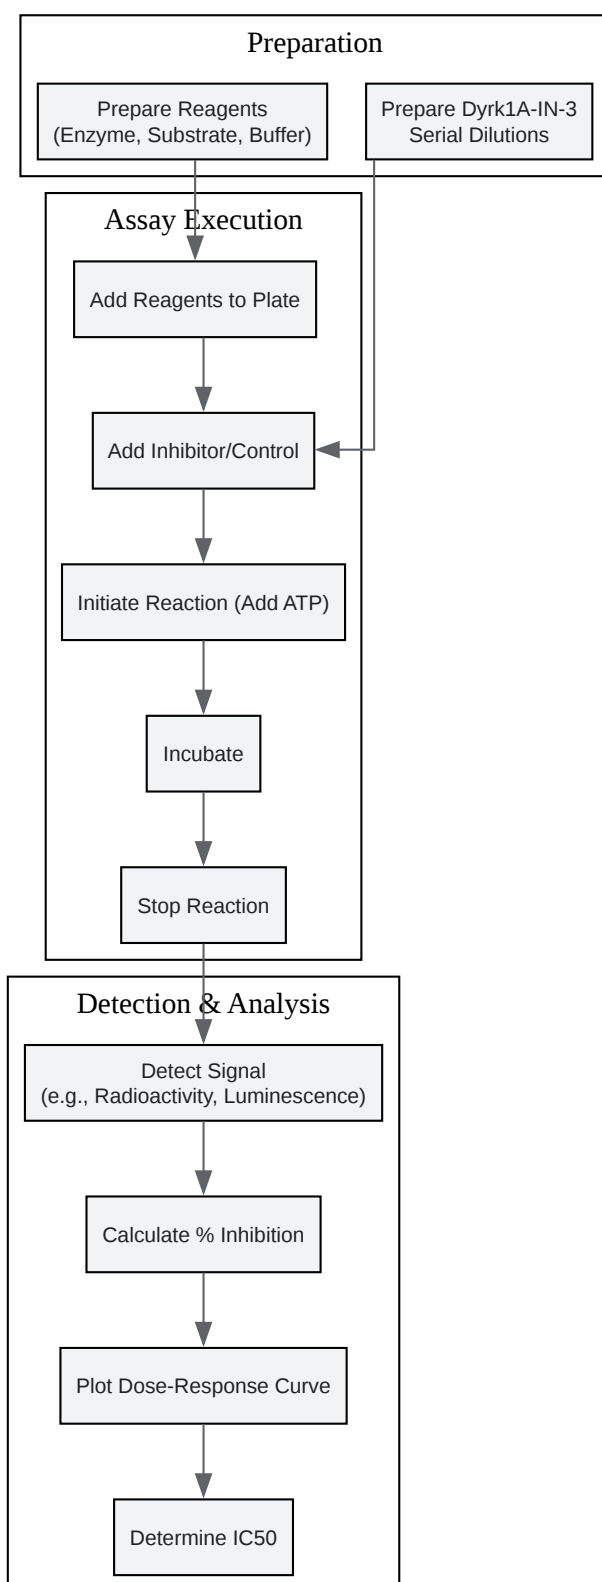 Preparation
Prepare Reagents
(Enzyme, Substrate, Buffer)
Prepare Dyrk1A-IN-3
Serial Dilutions
Assay Execution
Add Reagents to Plate
Add Inhibitor/Control
Initiate Reaction (Add ATP)
Incubate
Stop Reaction
Detection & Analysis
Detect Signal
(e.g., Radioactivity, Luminescence)
Calculate % Inhibition
Plot Dose-Response Curve
Determine IC50